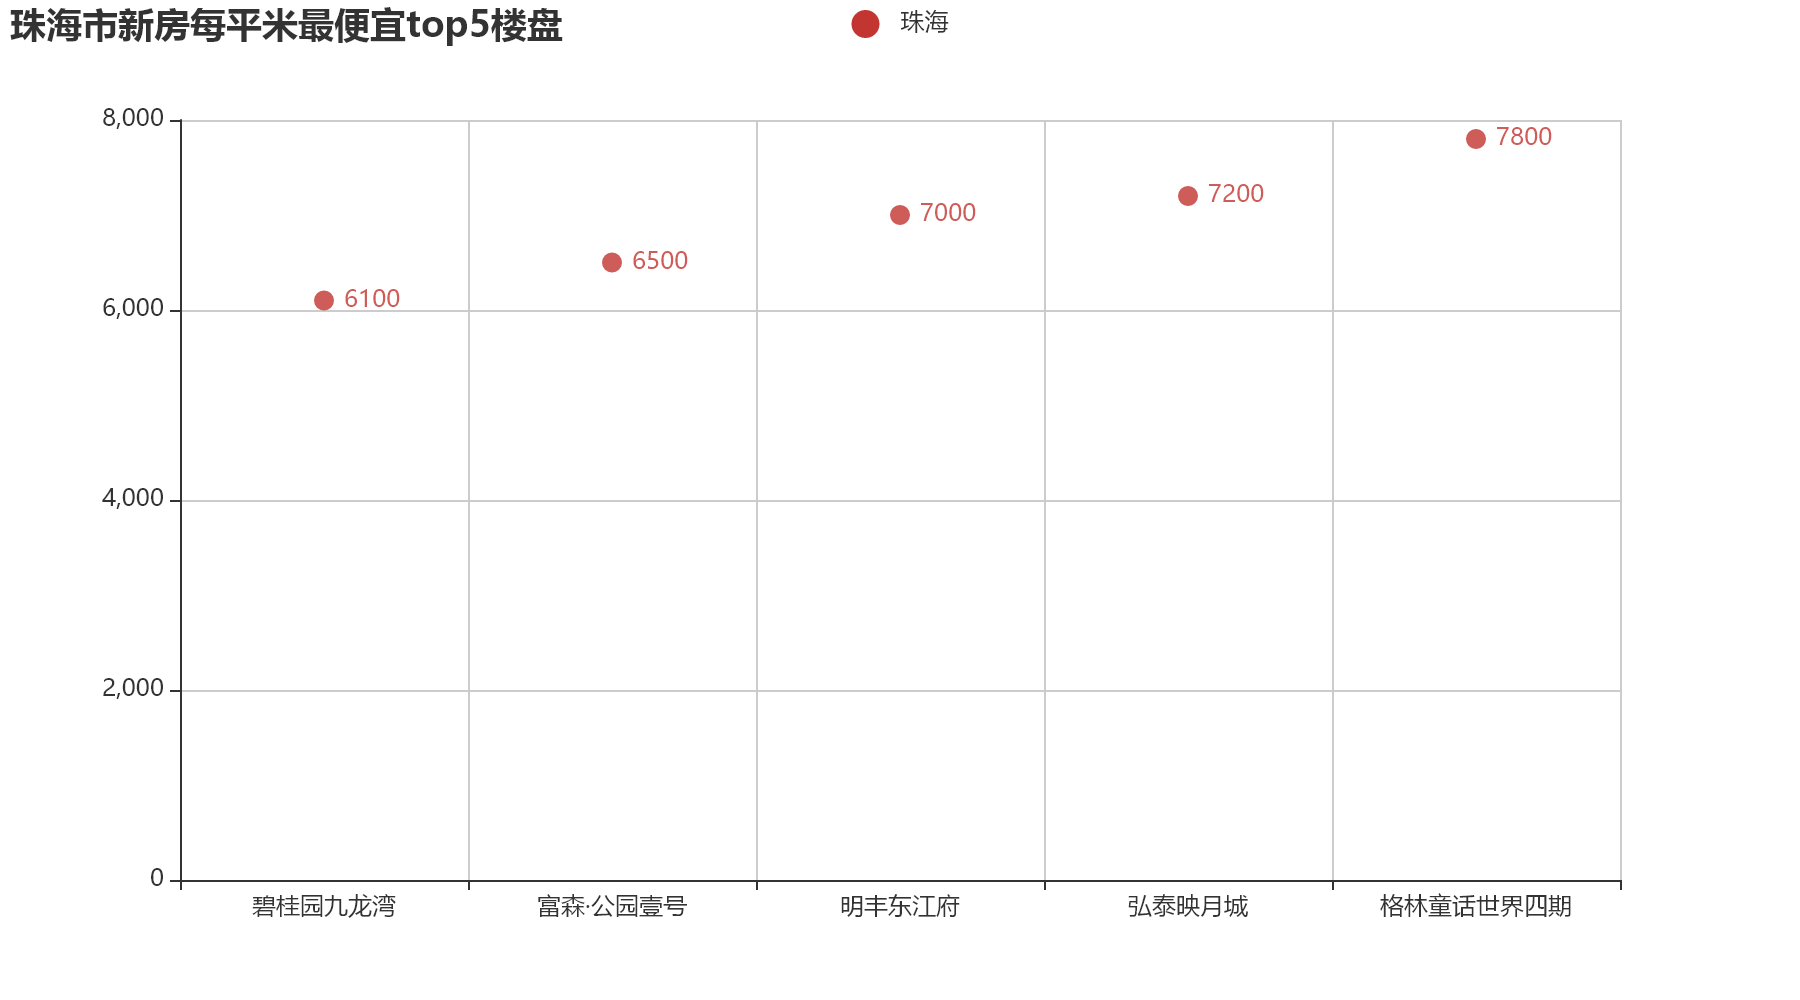 珠海市新房每平米最便宜top5楼盘
珠海
8,000
6,000
4,000
2,000
0
6100
6500
7000
7200
7800
碧桂园九龙湾
富森·公园壹号
明丰东江府
弘泰映月城
格林童话世界四期